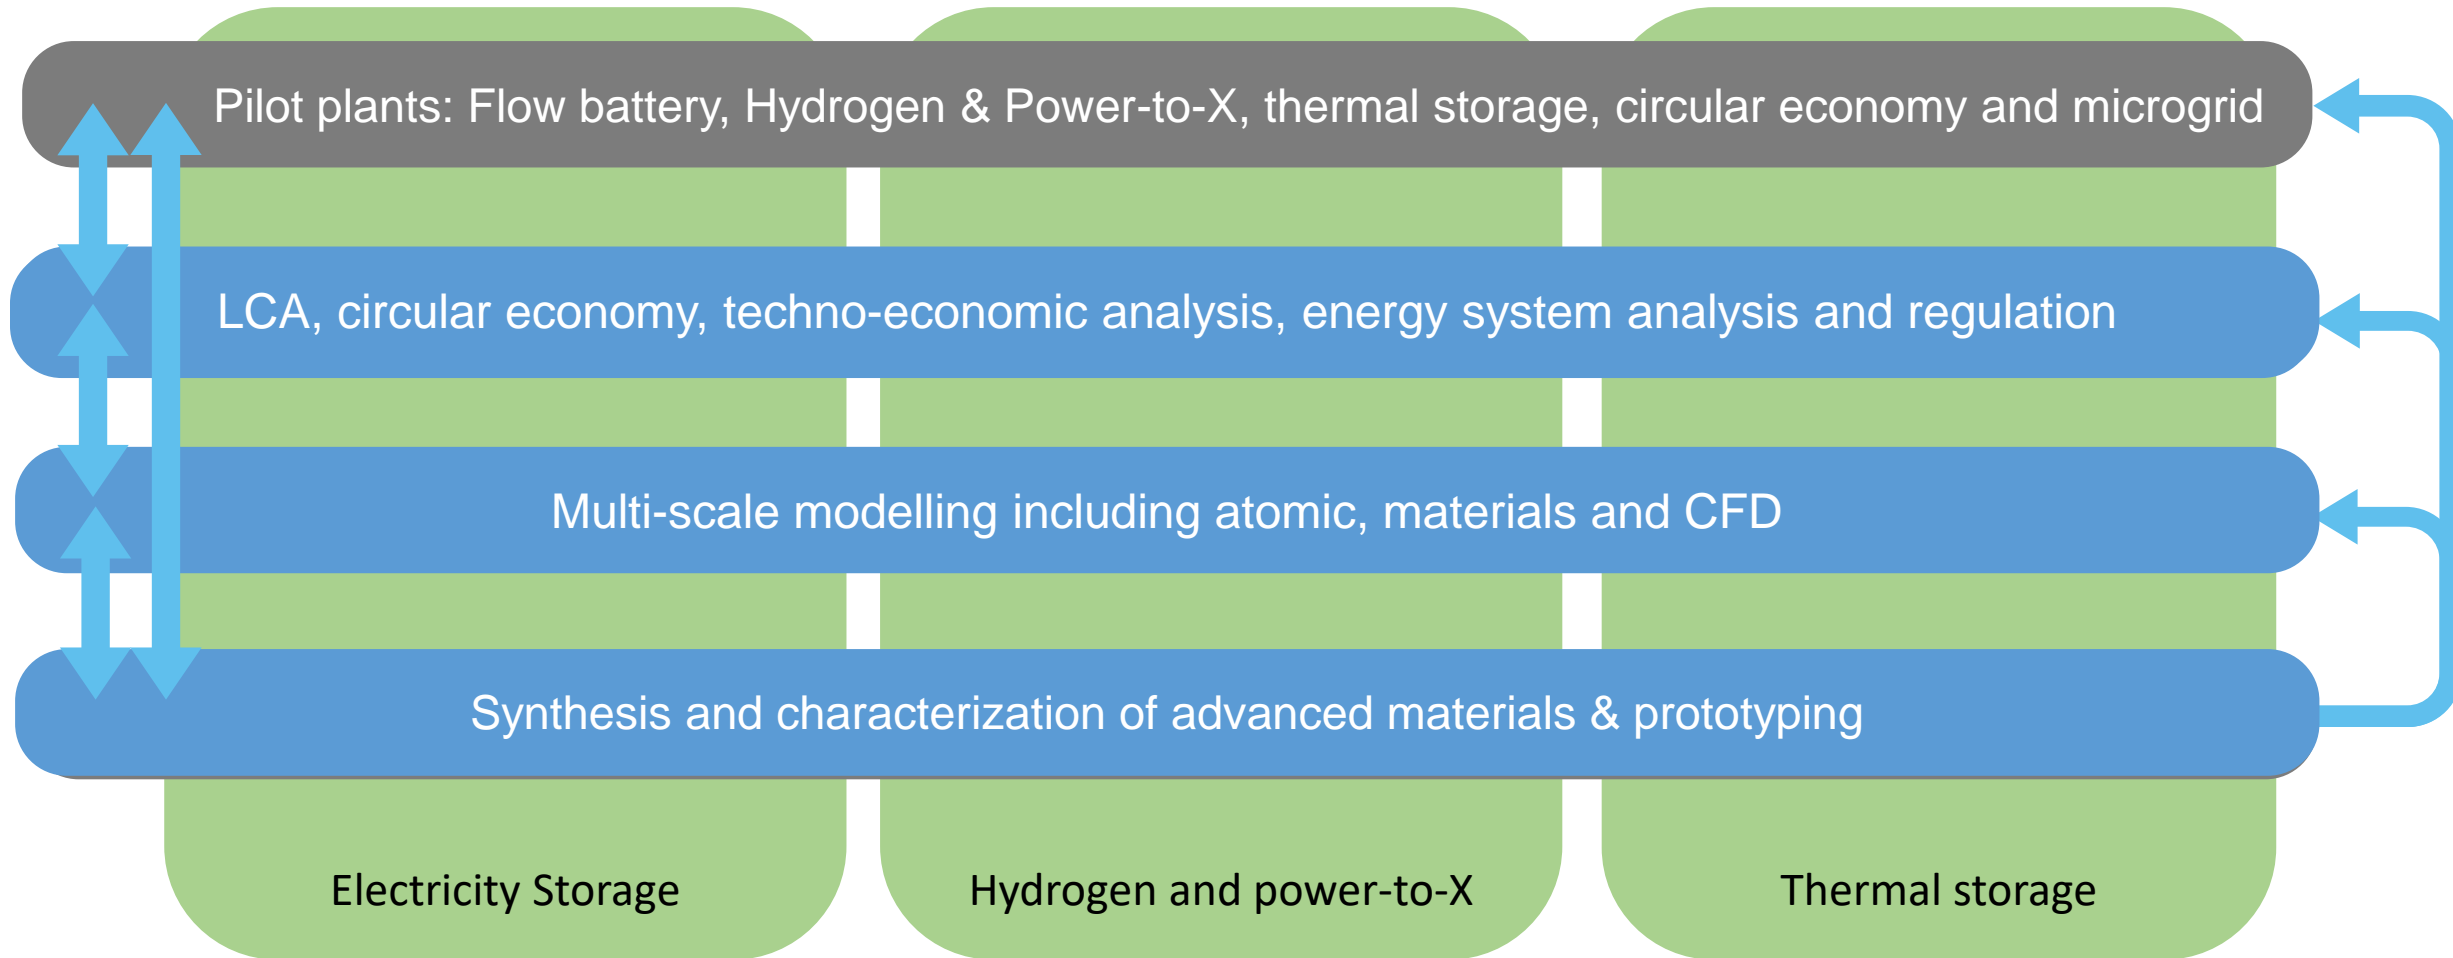 Pilot plants: Flow battery, Hydrogen & Power-to-X, thermal storage, circular economy and microgrid
LCA, circular economy, techno-economic analysis, energy system analysis and regulation
Multi-scale modelling including atomic, materials and CFD
Synthesis and characterization of advanced materials & prototyping
Electricity Storage
Hydrogen and power-to-X
Thermal storage